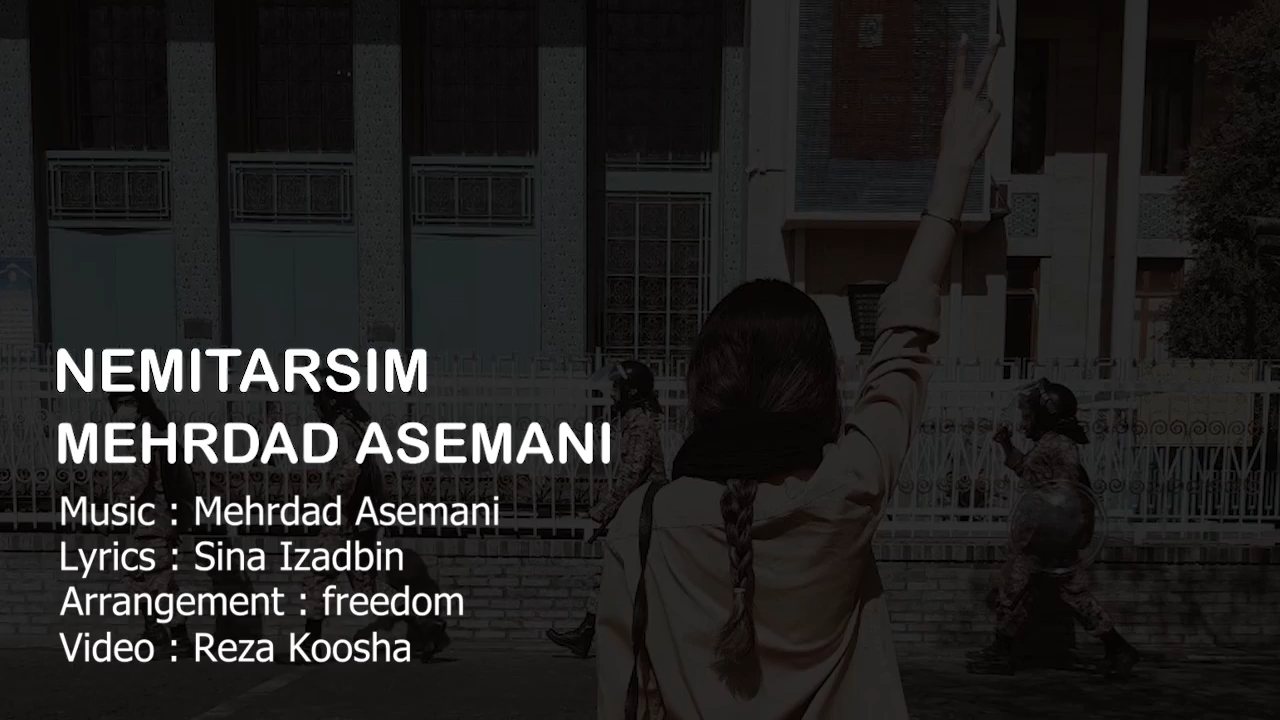 NEMITARSIM
MEHRDAD ASEMANI
Music : Mehrdad Asemani
Lyrics : Sina Izadbin
Arrangement : freedom
Video : Reza Koosha